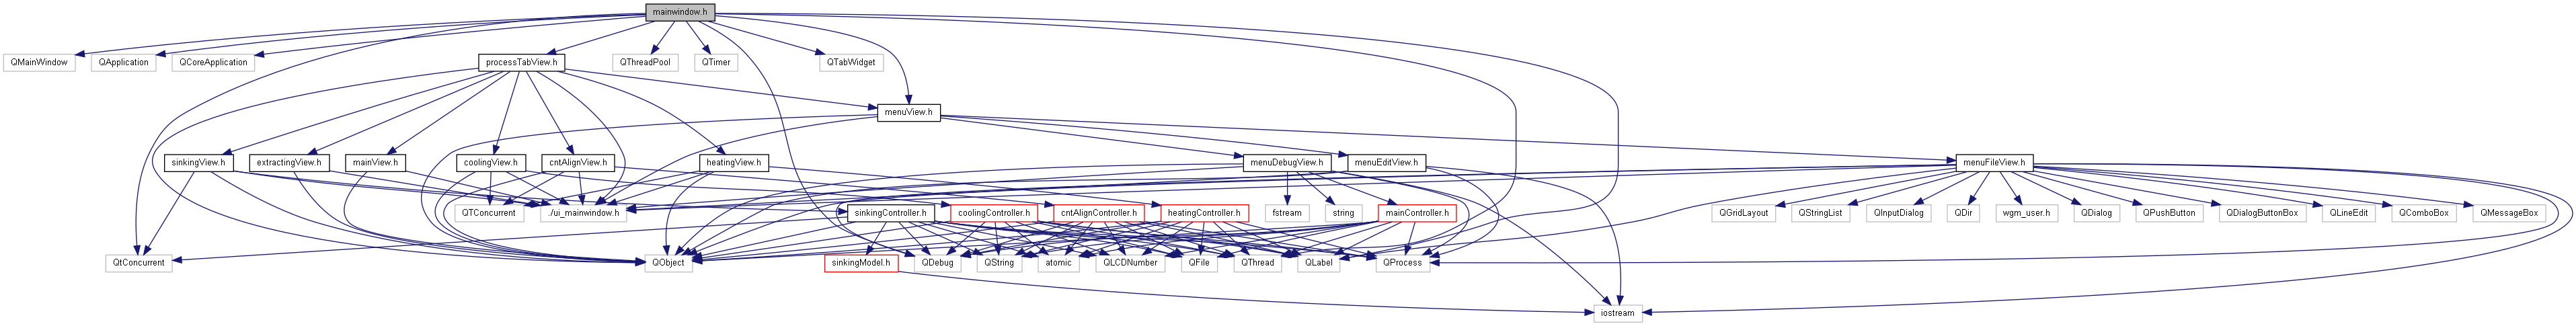 mainwindow.h
QMainWindow
QApplication
QCoreApplication
processTabView.h
QThreadPool
QTimer
QTabWidget
menuView.h
sinkingView.h
extractingView.h
mainView.h
coolingView.h
cntAlignView.h
heatingView.h
menuDebugView.h
menuEditView.h
menuFileView.h
QTConcurrent
./ui_mainwindow.h
sinkingController.h
coolingController.h
cntAlignController.h
heatingController.h
fstream
string
mainController.h
QGridLayout
QStringList
QInputDialog
QDir
wgm_user.h
QDialog
QPushButton
QDialogButtonBox
QLineEdit
QComboBox
QMessageBox
QtConcurrent
QObject
sinkingModel.h
QDebug
QString
atomic
QLCDNumber
QFile
QThread
QLabel
QProcess
iostream